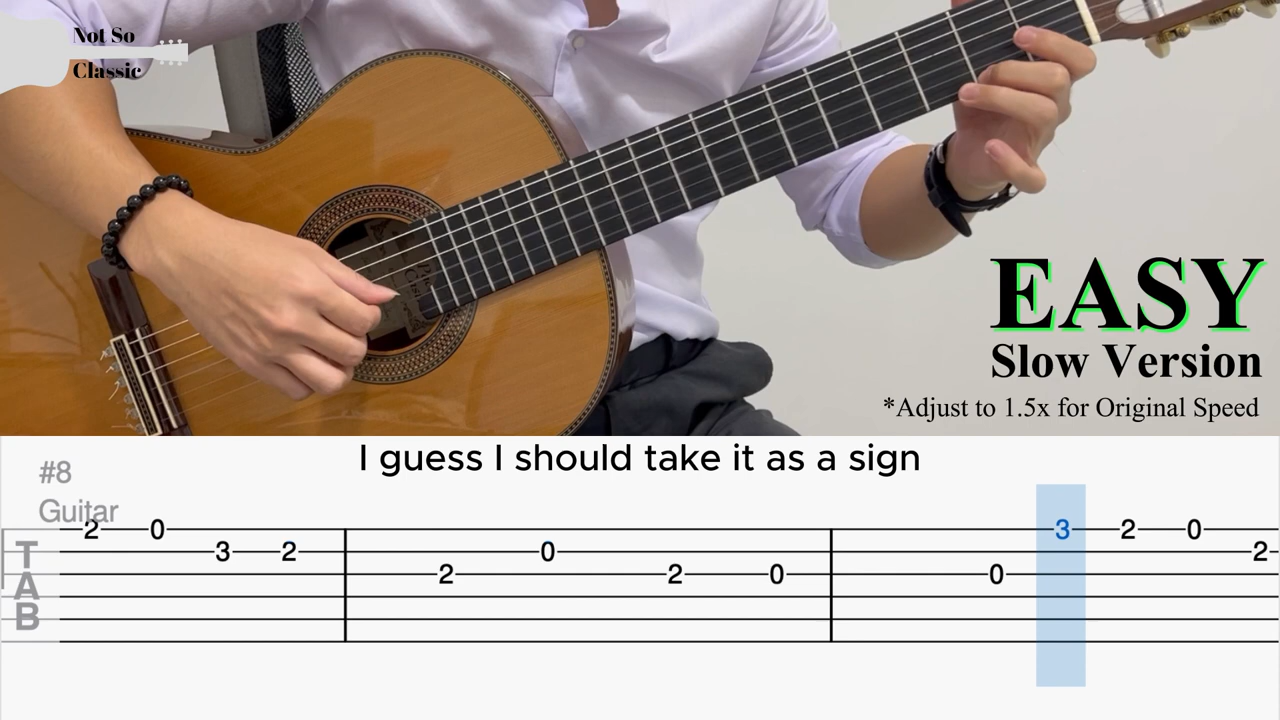 Not So
Classic
EASY
Slow Version
*Adjust to 1.5x for Original Speed
I guess I should take it as a sign
#8
Guitar
2 0 3 2 2 0 2 0 0 3 2 0 2
T
A
B